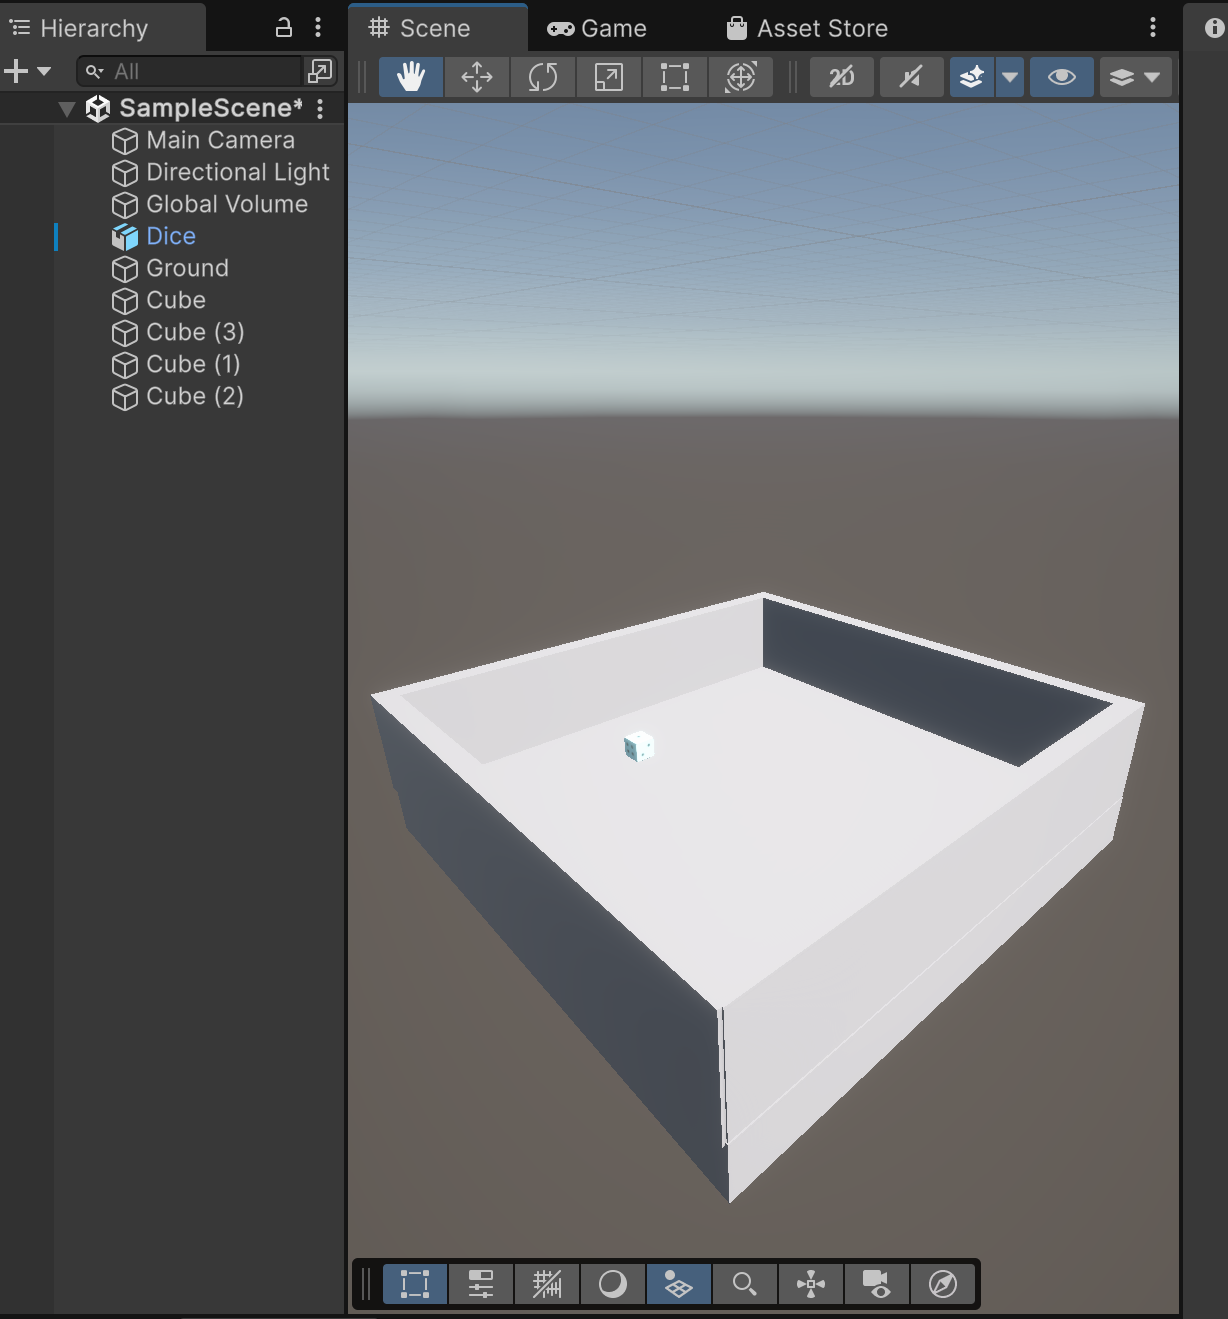 Hierarchy
All
SampleScene*
Main Camera
Directional Light
Global Volume
Dice
Ground
Cube
Cube (3)
Cube (1)
Cube (2)
Scene
Game
Asset Store
2D